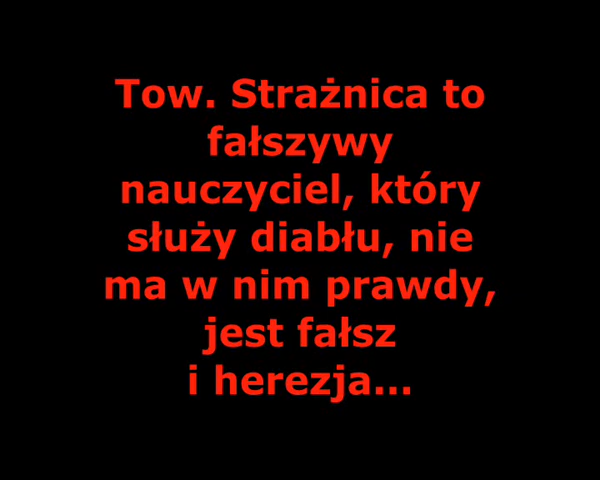 Tow. Strażnica to
fałszywy
nauczyciel, który
służy diabłu, nie
ma w nim prawdy,
jest fałsz
i herezja...